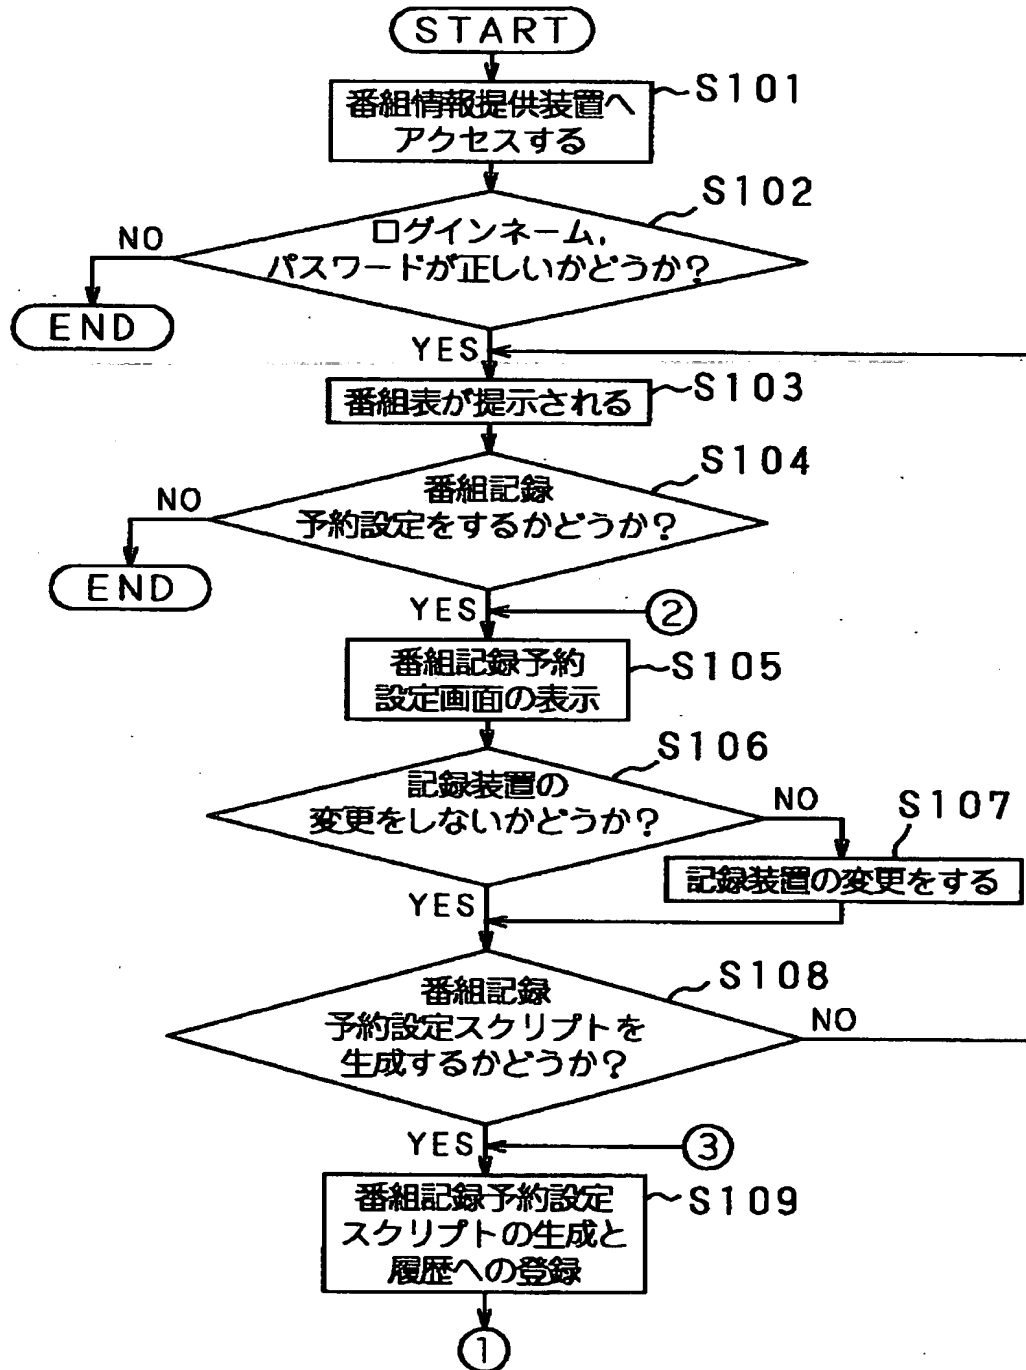 START
番組情報提供装置へ
アクセスする
S101
S102
ログインネーム,
パスワードが正しいかどうか?
NO
END
YES
番組表が提示される
S103
S104
番組記録
予約設定をするかどうか?
NO
END
YES
②
番組記録予約
設定画面の表示
S105
S106
記録装置の
変更をしないかどうか?
NO
S107
記録装置の変更をする
YES
S108
番組記録
予約設定スクリプトを
生成するかどうか?
NO
YES
③
番組記録予約設定
スクリプトの生成と
履歴への登録
S109
①